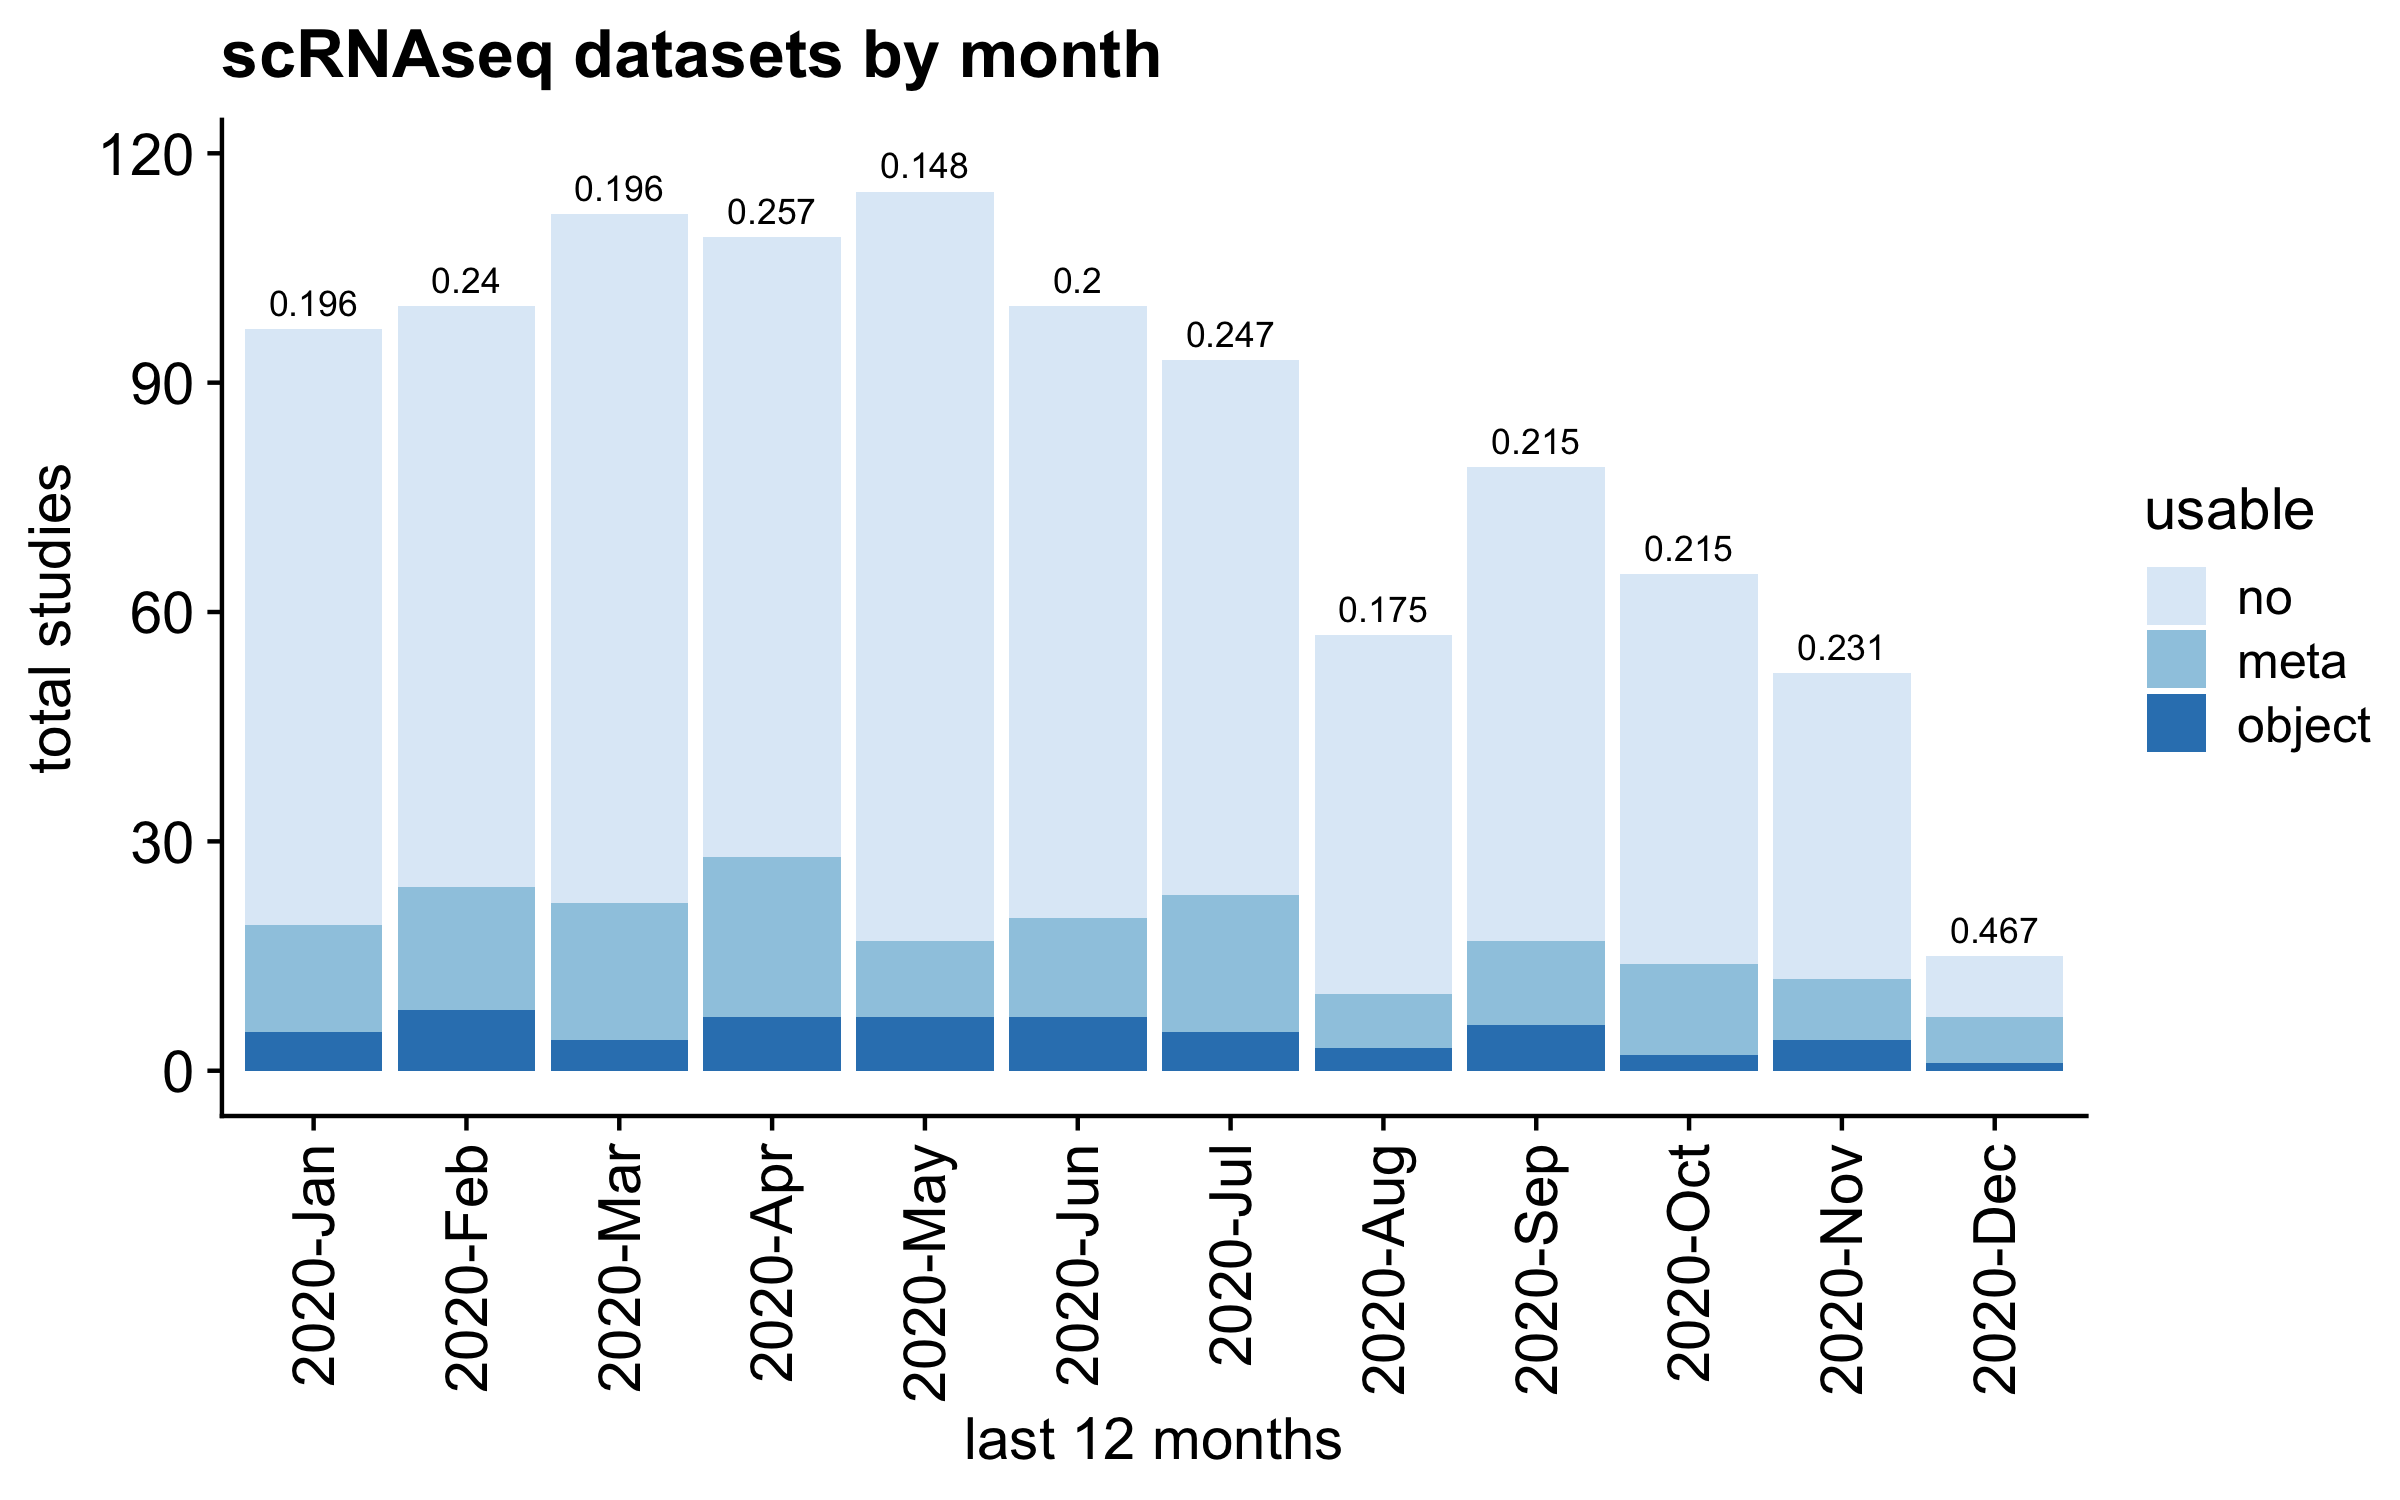 scRNAseq datasets by month
total studies
120
90
60
30
0
0.196
0.24
0.196
0.257
0.148
0.2
0.247
0.175
0.215
0.215
0.231
0.467
2020-Jan
2020-Feb
2020-Mar
2020-Apr
2020-May
2020-Jun
2020-Jul
2020-Aug
2020-Sep
2020-Oct
2020-Nov
2020-Dec
last 12 months
usable
no
meta
object